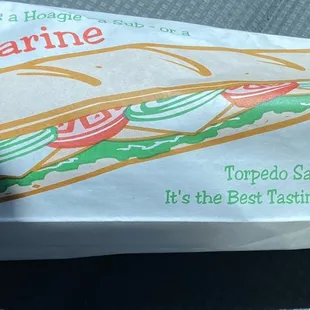 a Hoagie - a Sub - or a
arine
Torpedo Sa
It's the Best Tastin